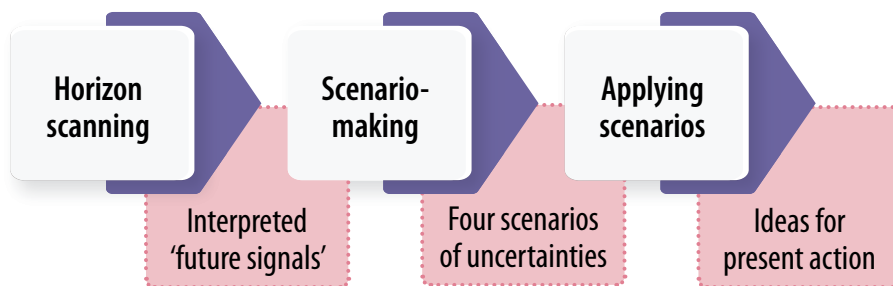 Horizon
scanning
Interpreted
‘future signals’
Scenario-
making
Four scenarios
of uncertainties
Applying
scenarios
Ideas for
present action